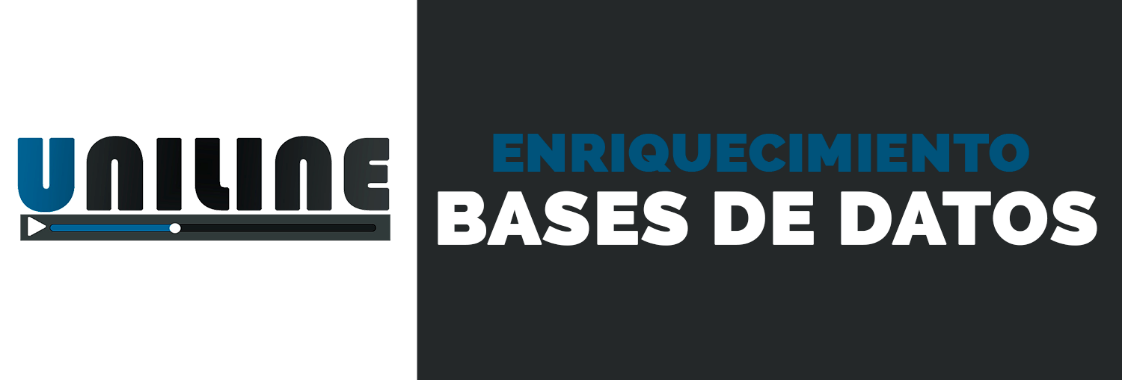 UNILINE
ENRIQUECIMIENTO
BASES DE DATOS